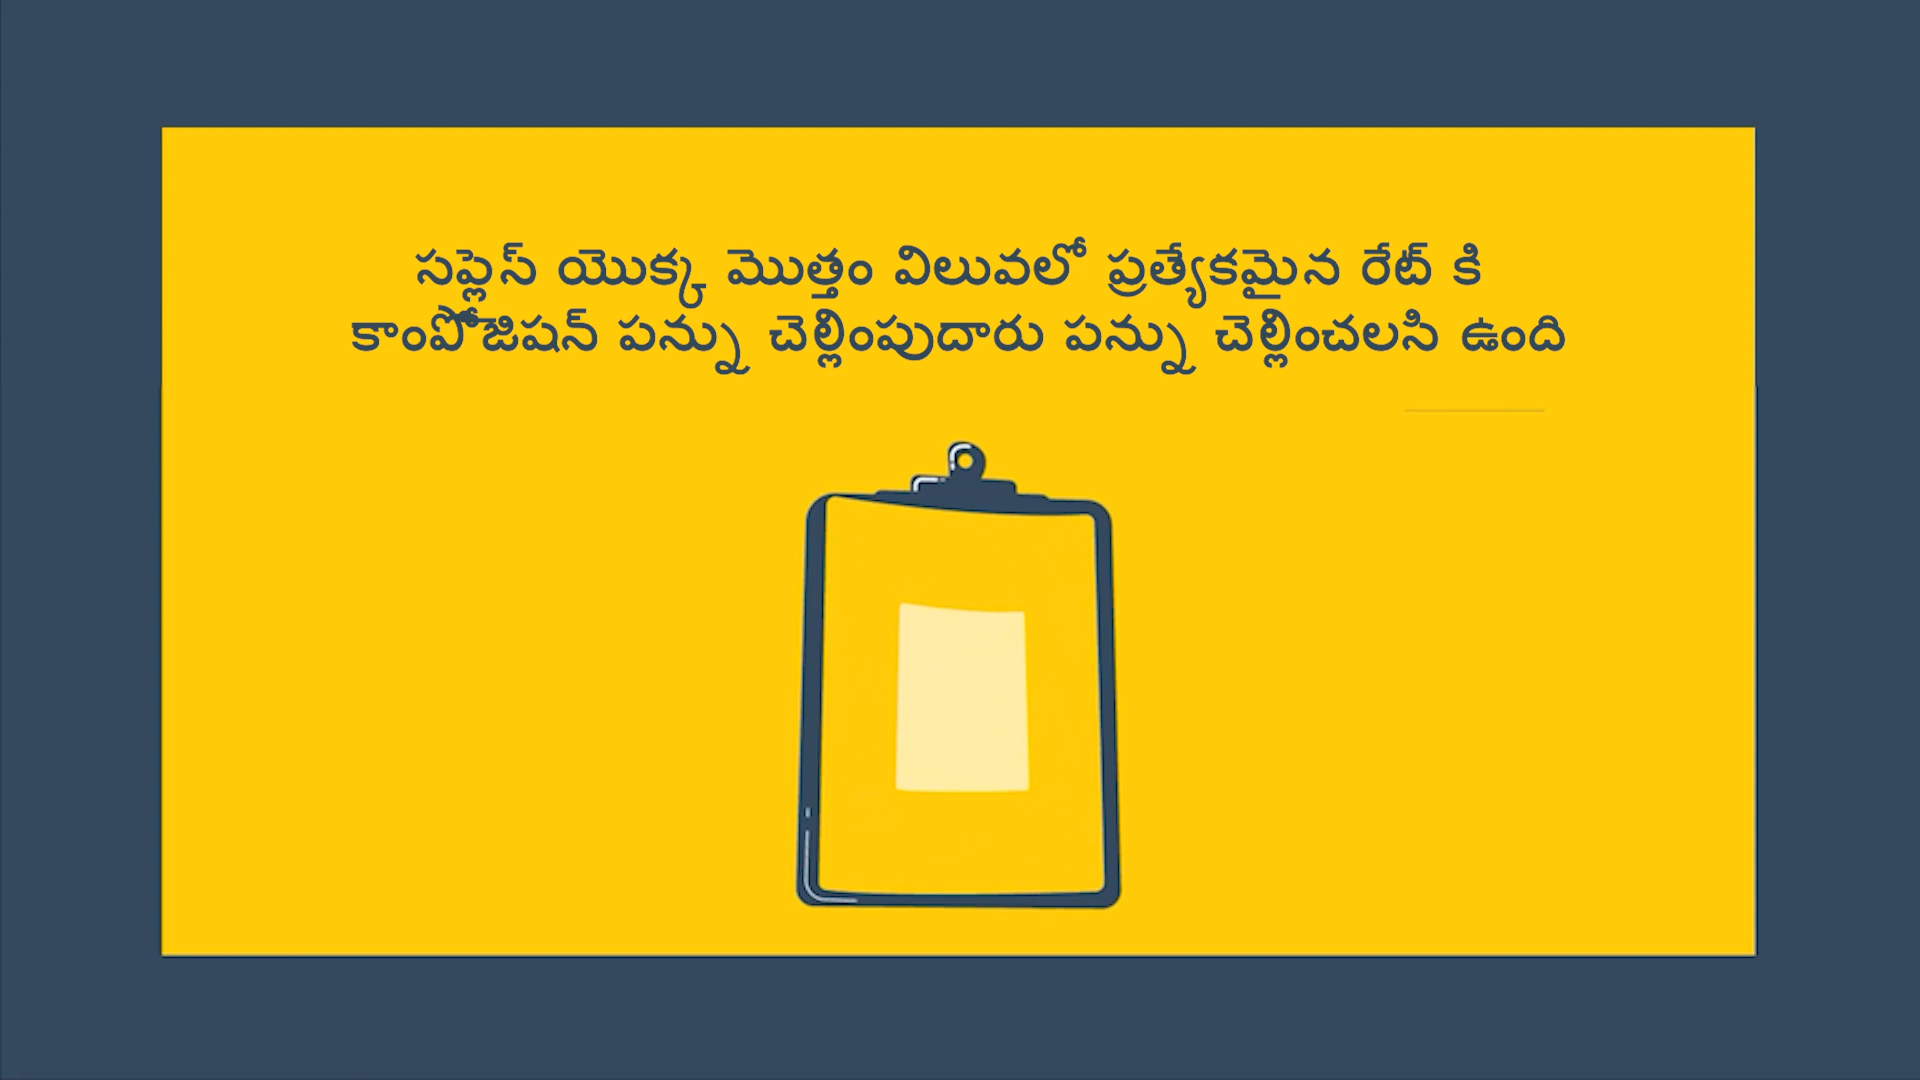 సప్లైస్ యొక్క మొత్తం విలువలో ప్రత్యేకమైన రేట్ కి
కాంపోజిషన్ పన్ను చెల్లింపుదారు పన్ను చెల్లించలసి ఉంది